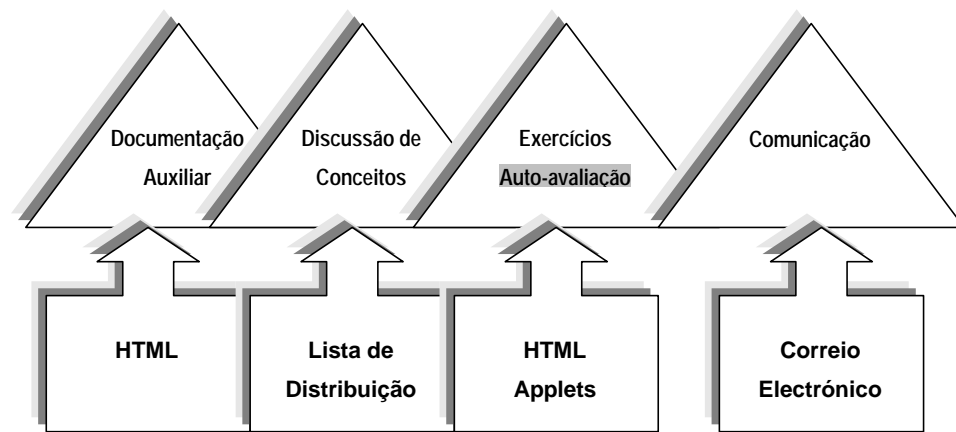 Documentação
Auxiliar
Discussão de
Conceitos
Exercícios
Auto-avaliação
Comunicação
HTML
Lista de
Distribuição
HTML
Applets
Correio
Electrónico